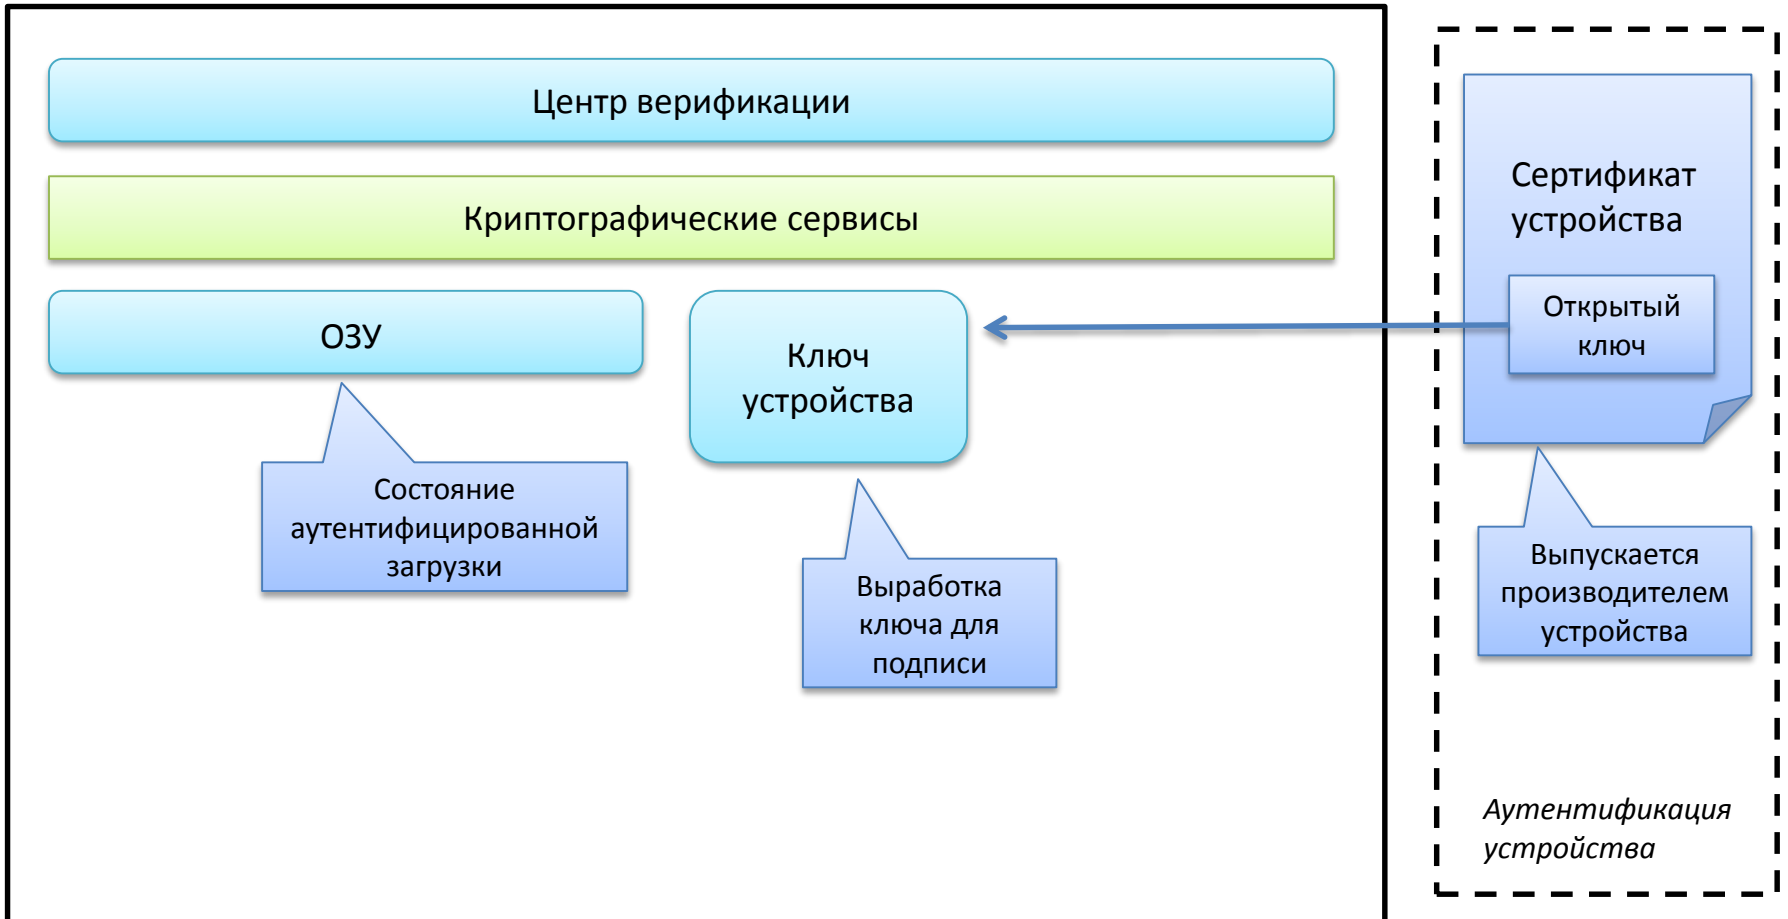 Центр верификации
Криптографические сервисы
ОЗУ
Ключ
устройства
Состояние
аутентифицированной
загрузки
Выработка
ключа для
подписи
Сертификат
устройства
Открытый
ключ
Выпускается
производителем
устройства
Аутентификация
устройства